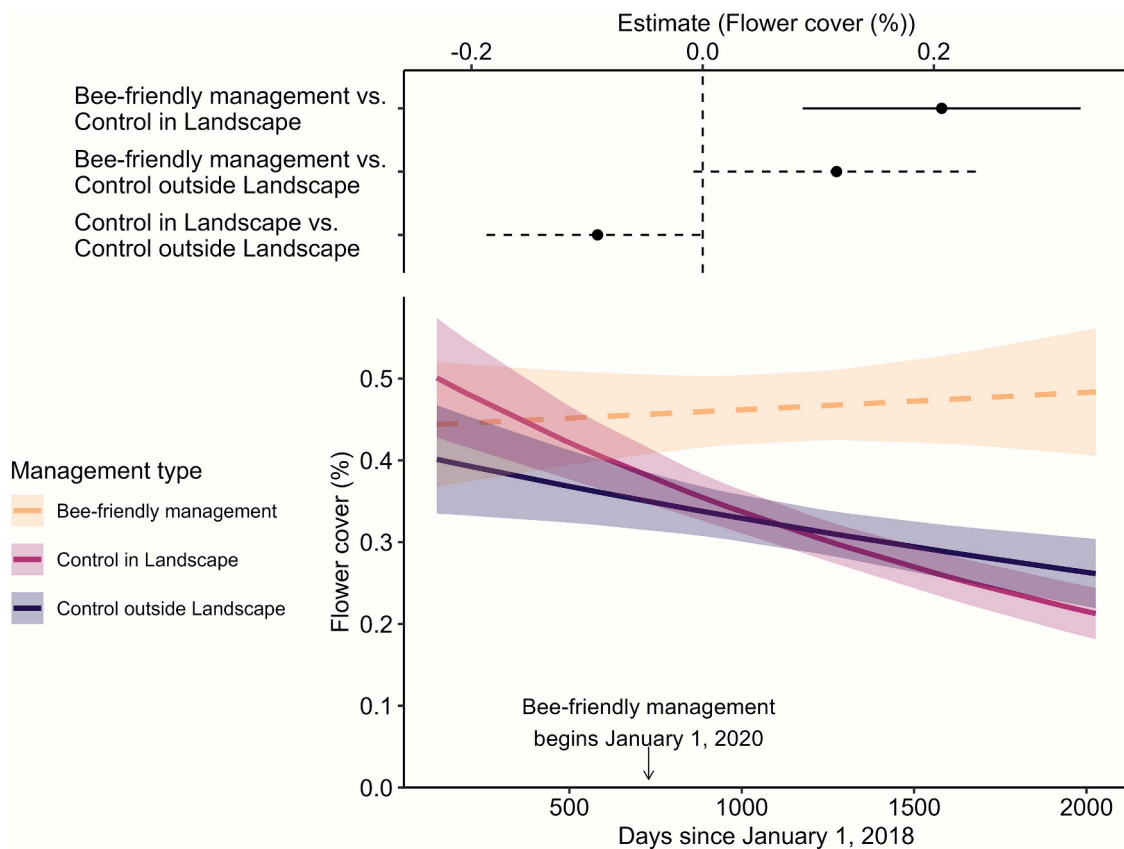 Estimate (Flower cover (%))
-0.2 0.0 0.2
Bee-friendly management vs.
Control in Landscape
Bee-friendly management vs.
Control outside Landscape
Control in Landscape vs.
Control outside Landscape
Management type
Bee-friendly management
Control in Landscape
Control outside Landscape
Flower cover (%)
0.5
0.4
0.3
0.2
0.1
0.0
Bee-friendly management
begins January 1, 2020
500 1000 1500 2000
Days since January 1, 2018